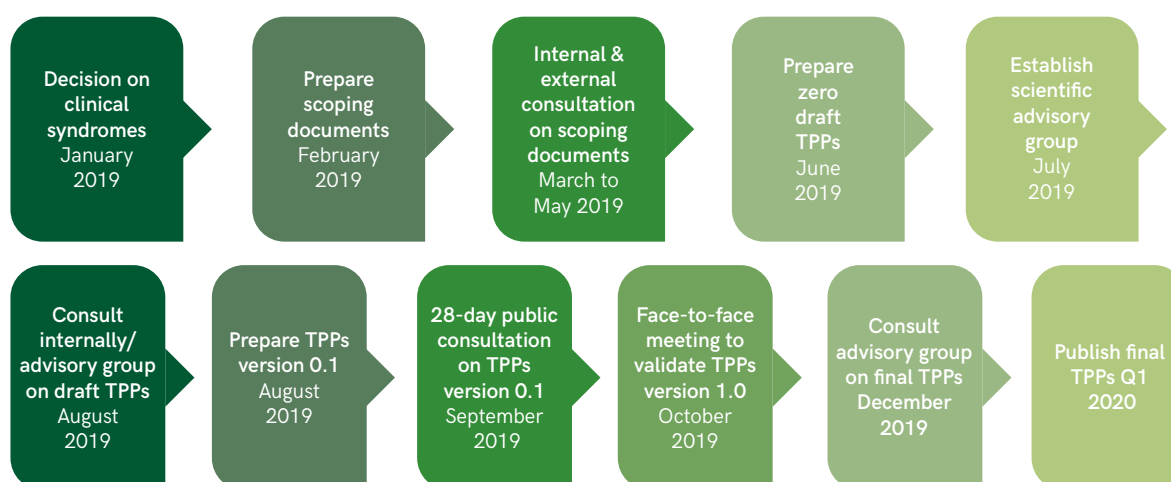 Decision on
clinical
syndromes
January
2019
Prepare
scoping
documents
February
2019
Internal &
external
consultation
on scoping
documents
March to
May 2019
Prepare
zero
draft
TPPs
June
2019
Establish
scientific
advisory
group
July
2019
Consult
internally/
advisory group
on draft TPPs
August
2019
Prepare TPPs
version 0.1
August
2019
28-day public
consultation
on TPPs
version 0.1
September
2019
Face-to-face
meeting to
validate TPPs
version 1.0
October
2019
Consult
advisory group
on final TPPs
December
2019
Publish final
TPPs Q1
2020